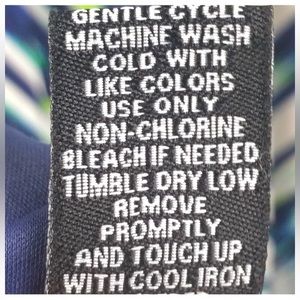 GENTLE CYCLE
MACHINE WASH
COLD WITH
LIKE COLORS
USE ONLY
NON-CHLORINE
BLEACH IF NEEDED
TUMBLE DRY LOW
REMOVE
PROMPTLY
AND TOUCH UP
WITH COOL IRON